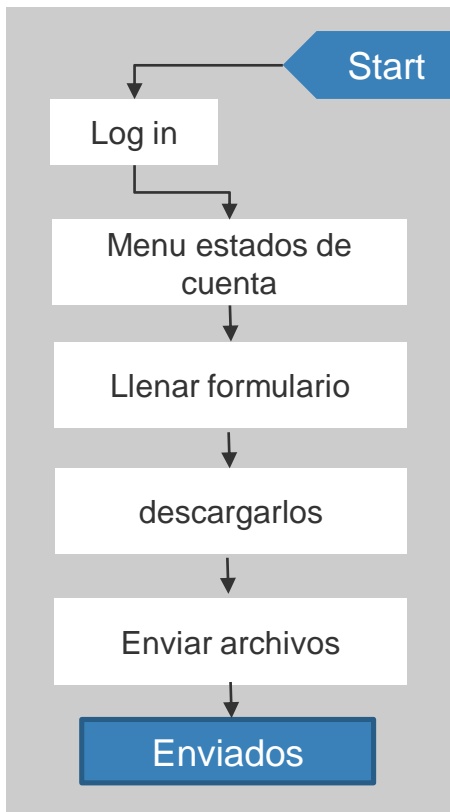 Start
Log in
Menu estados de
cuenta
Llenar formulario
descargarlos
Enviar archivos
Enviados